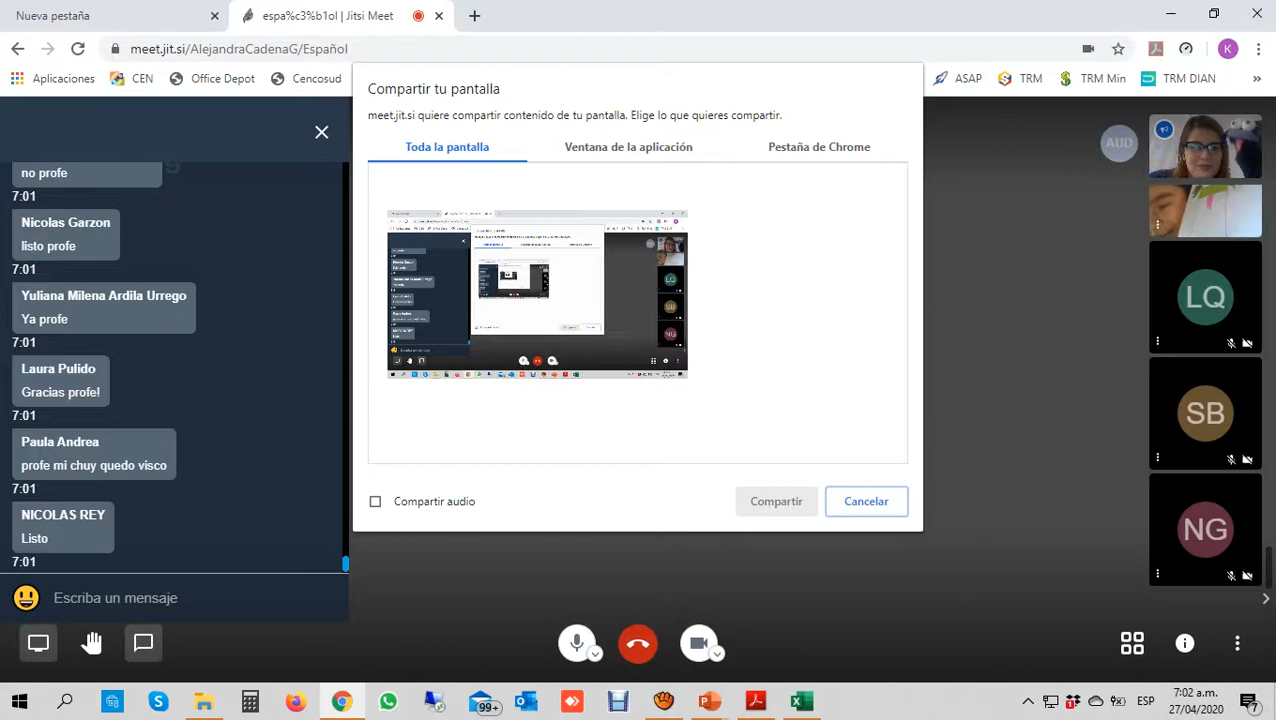 Nueva pestaña
espa%c3%b1ol | Jitsi Meet
meet.jit.si/AlejandraCadenaG/Español
K
Aplicaciones
CEN
Office Depot
Cencosud
ASAP
TRM
TRM Min
TRM DIAN
»
Compartir tu pantalla
meet.jit.si quiere compartir contenido de tu pantalla. Elige lo que quieres compartir.
Toda la pantalla
Ventana de la aplicación
Pestaña de Chrome
Compartir audio
Compartir
Cancelar
no profe
7:01
Nicolas Garzon
listo profe
7:01
Yuliana Irina Ardila Urrego
Ya profe
7:01
Laura Pulido
Gracias profe!
7:01
Paula Andrea
profe mi chuy quedo visco
7:01
NICOLAS REY
Listo
7:01
Escriba un mensaje
AUD
LQ
SB
NG
99+
ESP
7:02 a.m.
27/04/2020
7